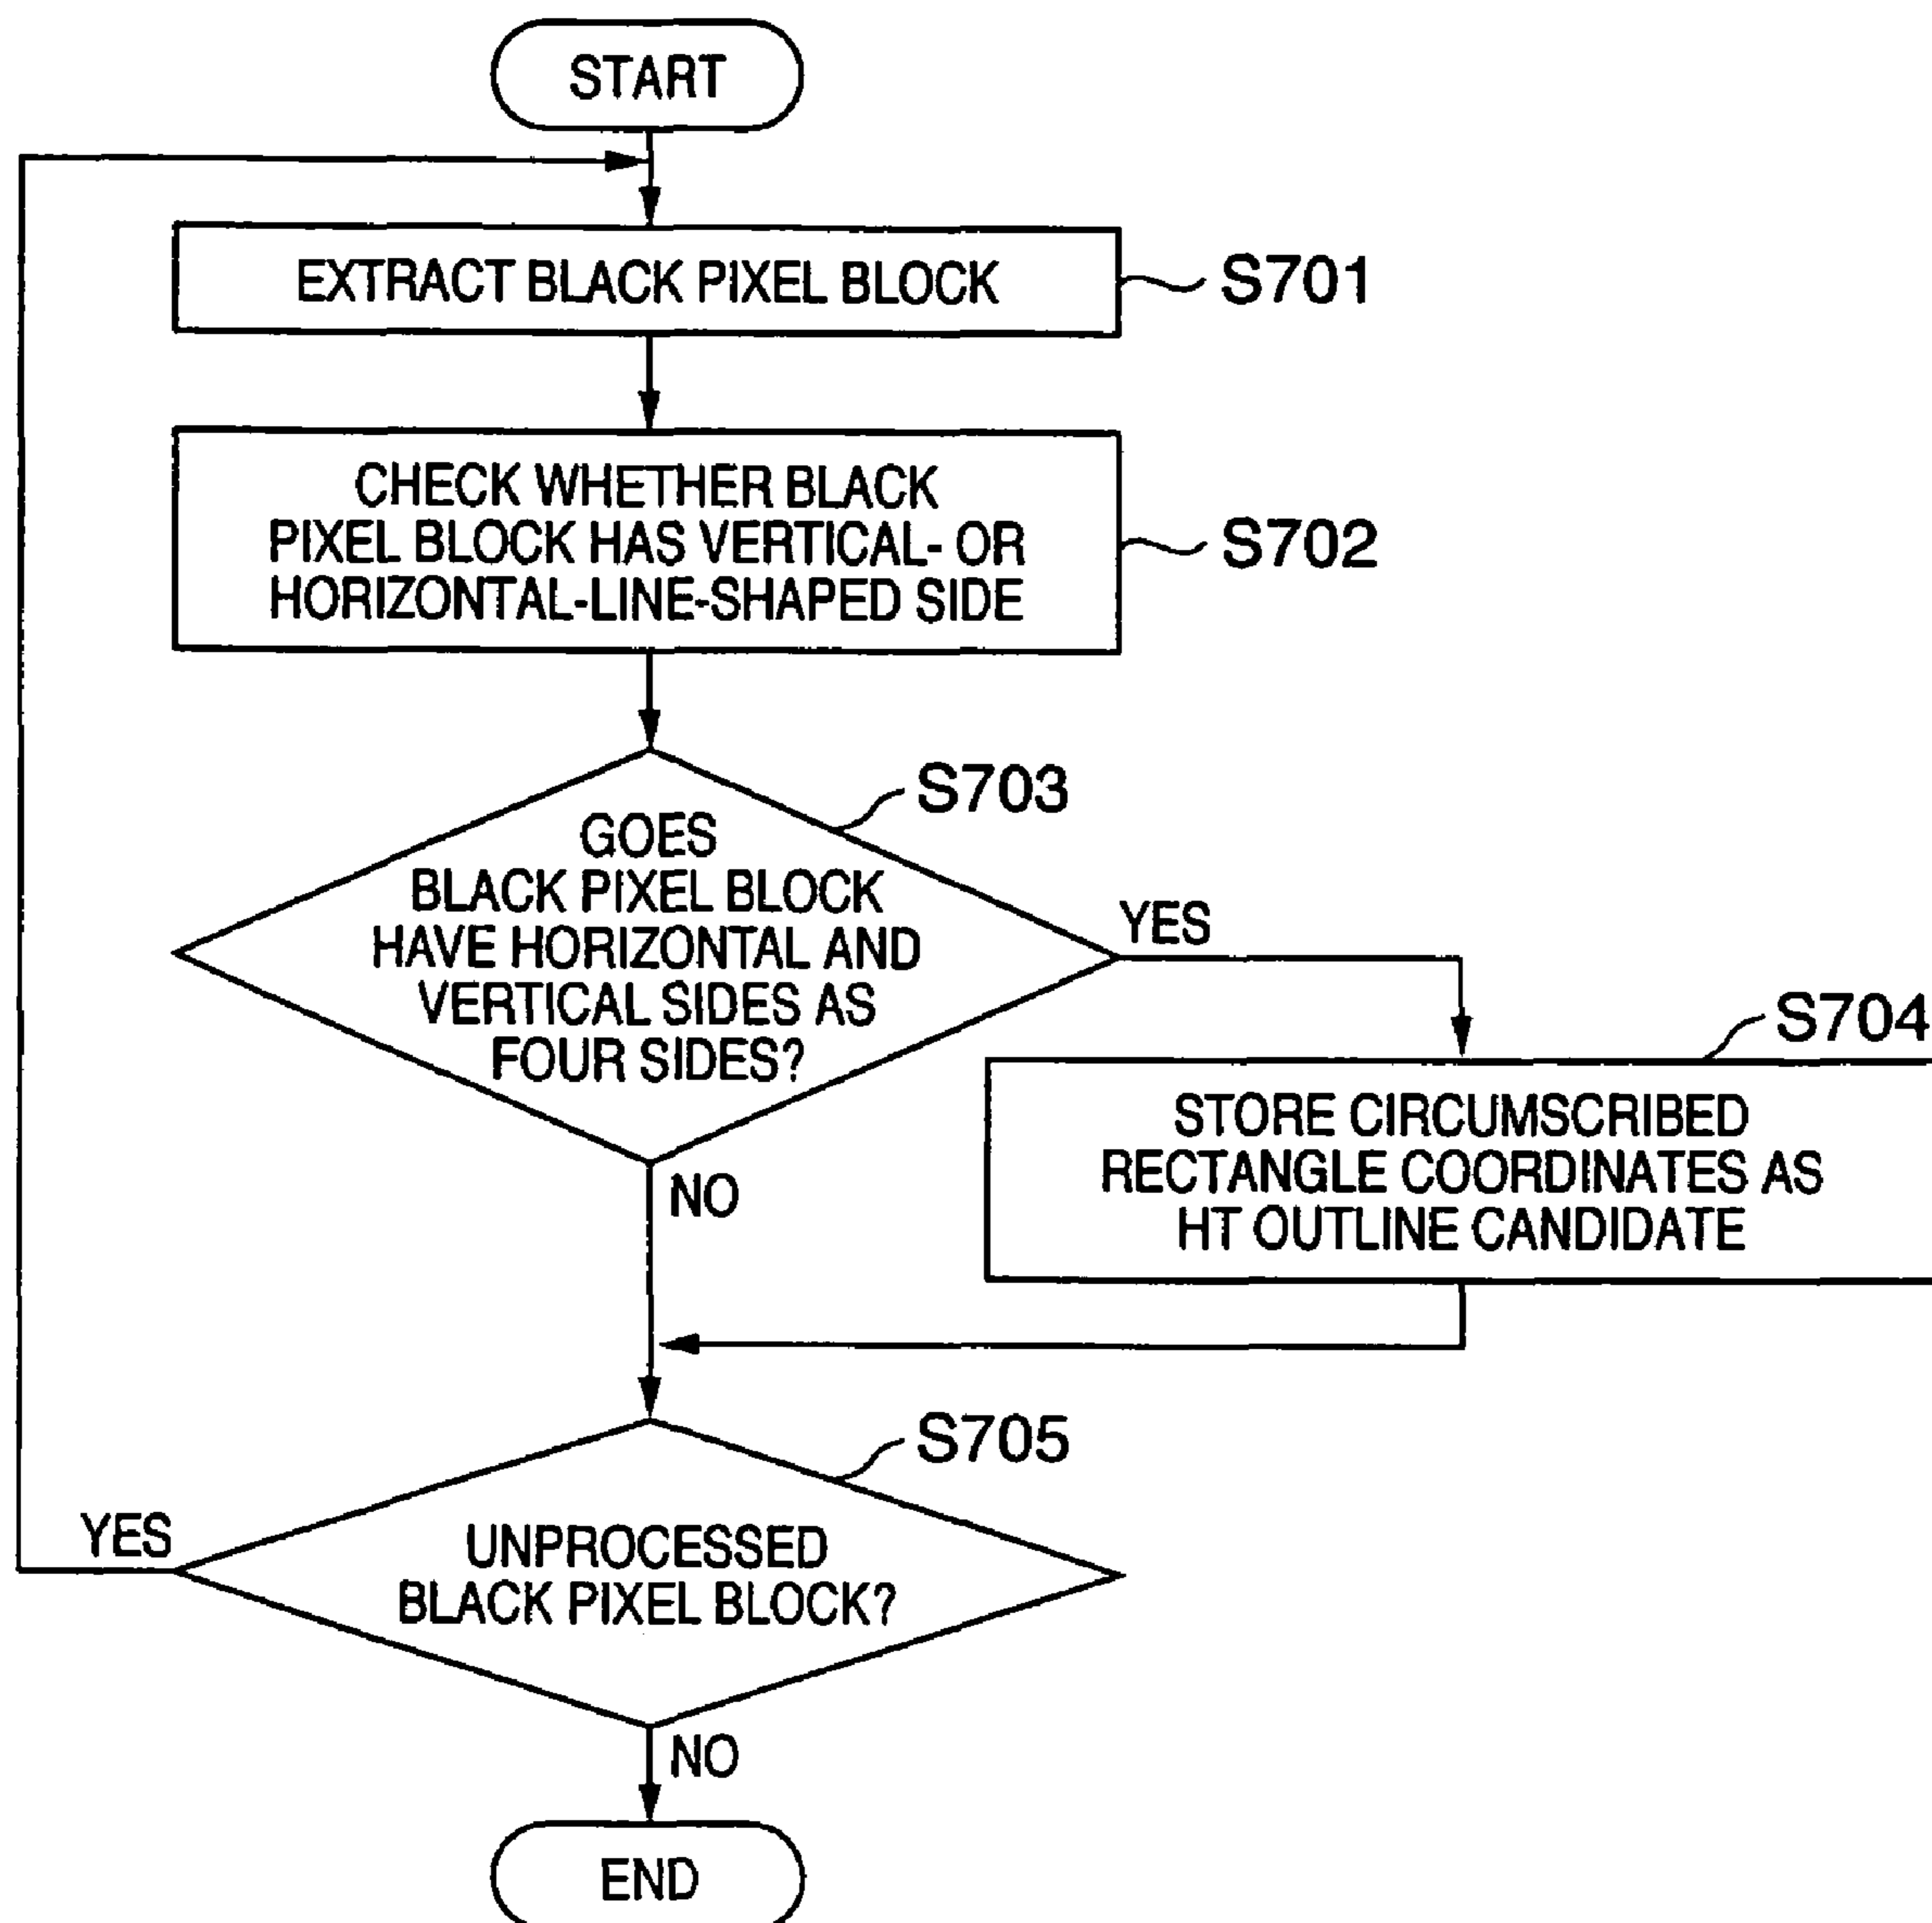 START
EXTRACT BLACK PIXEL BLOCK
S701
CHECK WHETHER BLACK
PIXEL BLOCK HAS VERTICAL- OR
HORIZONTAL-LINE-SHAPED SIDE
S702
S703
GOES
BLACK PIXEL BLOCK
HAVE HORIZONTAL AND
VERTICAL SIDES AS
FOUR SIDES?
YES
NO
S704
STORE CIRCUMSCRIBED
RECTANGLE COORDINATES AS
HT OUTLINE CANDIDATE
S705
UNPROCESSED
BLACK PIXEL BLOCK?
YES
NO
END